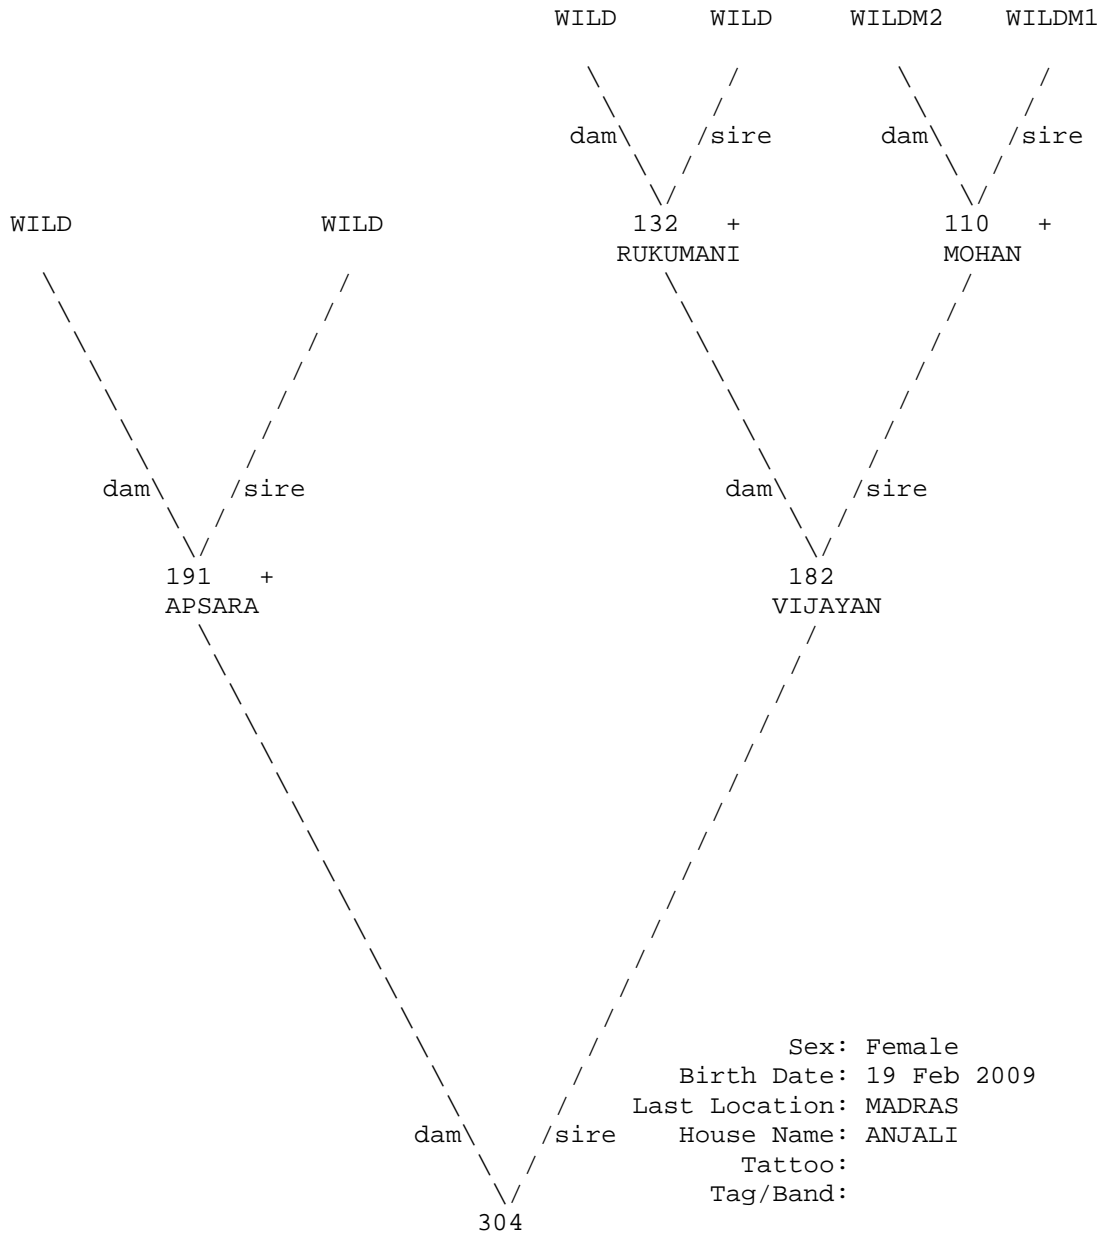 WILD WILD WILDM2 WILDM1
dam sire dam sire
WILD WILD 132 + 110 +
RUKUMANI MOHAN
dam sire dam sire
191 + 182
APSARA VIJAYAN
Sex: Female
Birth Date: 19 Feb 2009
Last Location: MADRAS
dam sire House Name: ANJALI
Tattoo:
Tag/Band:
304